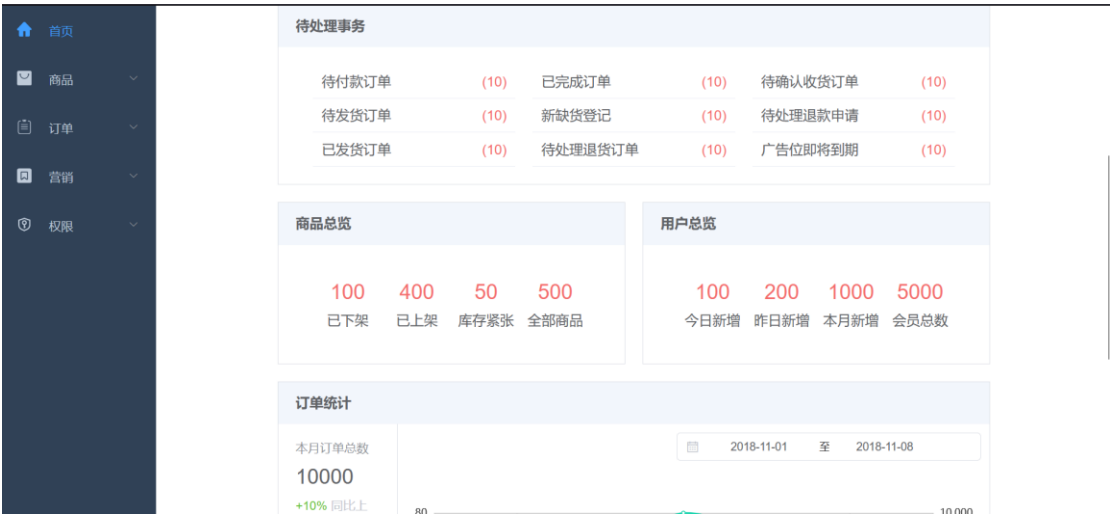 首页
商品
订单
营销
权限
待处理事务
待付款订单 (10) 已完成订单 (10) 待确认收货订单 (10)
待发货订单 (10) 新缺货登记 (10) 待处理退款申请 (10)
已发货订单 (10) 待处理退货订单 (10) 广告位即将到期 (10)
商品总览
100 400 50 500
已下架 已上架 库存紧张 全部商品
用户总览
100 200 1000 5000
今日新增 昨日新增 本月新增 会员总数
订单统计
本月订单总数
10000
+10% 同比上
2018-11-01 至 2018-11-08
80 10,000